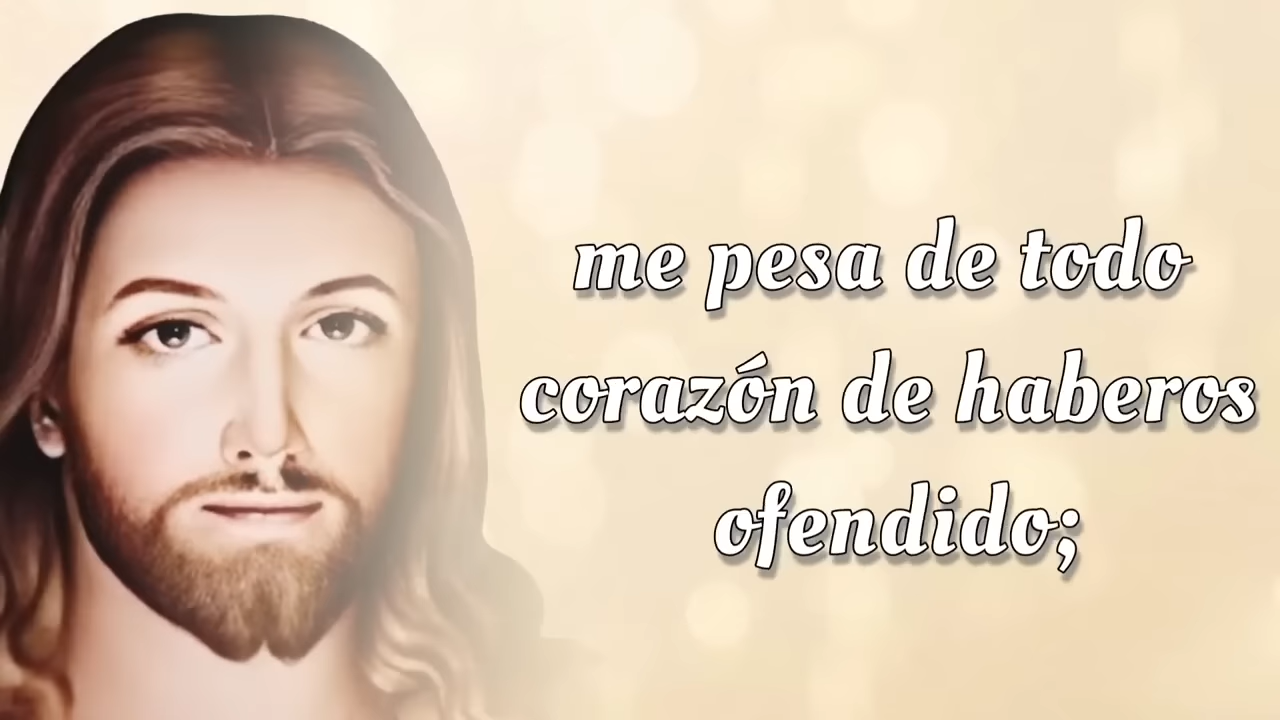 me pesa de todo
corazón de haberos
ofendido;